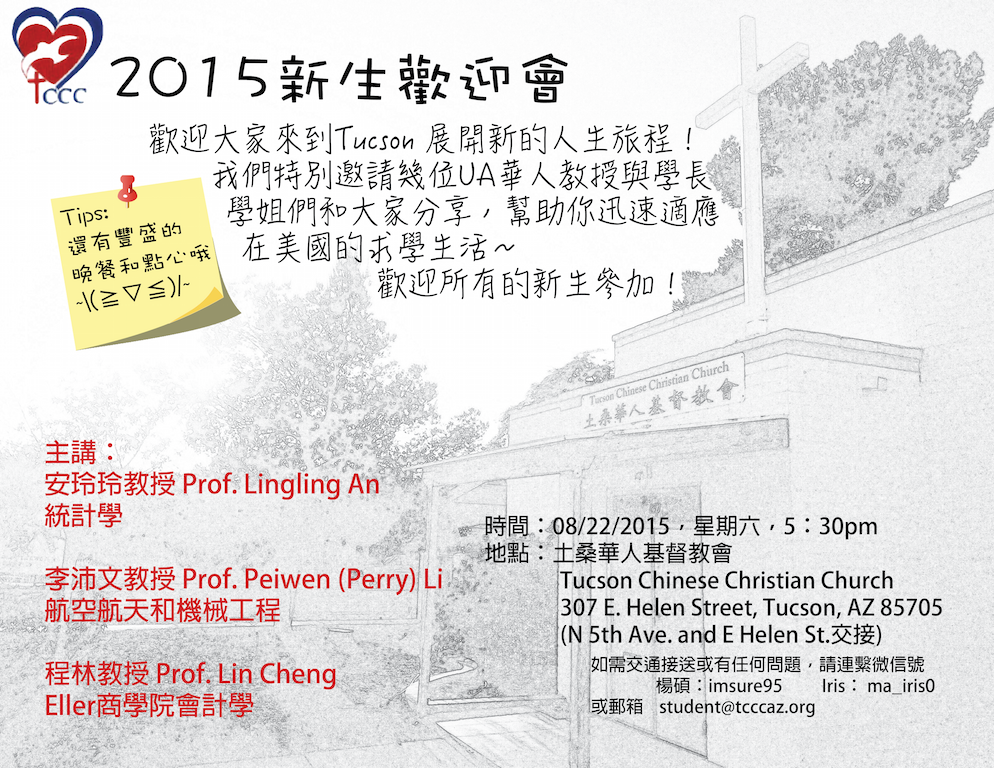 tccc
2015新生歡迎會
歡迎大家來到Tucson 展開新的人生旅程！
我們特別邀請幾位UA華人教授與學長
學姐們和大家分享，幫助你迅速適應
在美國的求學生活～
歡迎所有的新生參加！
Tips:
還有豐盛的
晚餐和點心哦
~\(≧▽≦)/~
Tucson Chinese Christian Church
土桑華人基督教會
主講：
安玲玲教授 Prof. Lingling An
統計學
李沛文教授 Prof. Peiwen (Perry) Li
航空航天和機械工程
程林教授 Prof. Lin Cheng
Eller商學院會計學
時間：08/22/2015，星期六，5：30pm
地點：土桑華人基督教會
Tucson Chinese Christian Church
307 E. Helen Street, Tucson, AZ 85705
(N 5th Ave. and E Helen St.交接)
如需交通接送或有任何問題，請連繫微信號
楊碩：imsure95 Iris： ma_iris0
或郵箱 student@tcccaz.org